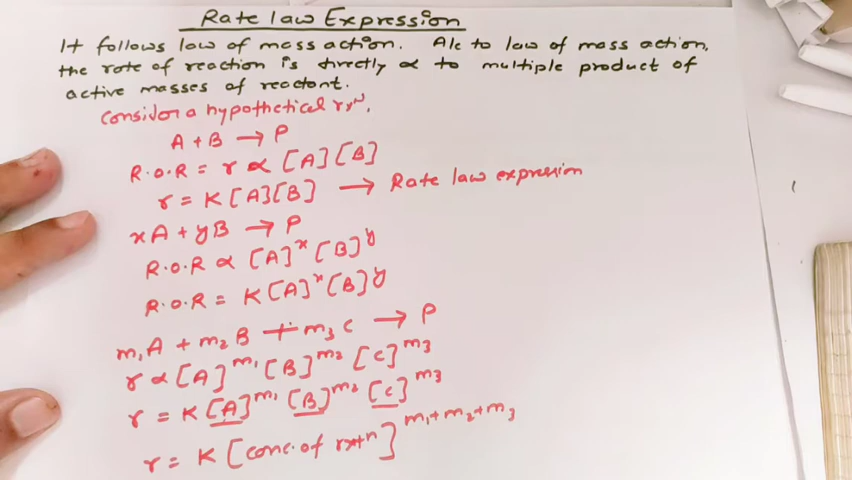 Rate law Expression
It follows law of mass action. A/c to law of mass action,
the rate of reaction is directly ∝ to multiple product of
active masses of reactant.
Consider a hypothetical rxⁿ,
A + B → P
R.O.R = r ∝ [A][B]
r = K[A][B] → Rate law expression
xA + yB → P
R.O.R ∝ [A]ˣ [B]ʸ
R.O.R = K[A]ˣ[B]ʸ
m₁A + m₂B + m₃C → P
r ∝ [A]^m₁ [B]^m₂ [C]^m₃
r = K[A]^m₁ [B]^m₂ [C]^m₃
r = K[conc. of rxtⁿ]^m₁+m₂+m₃